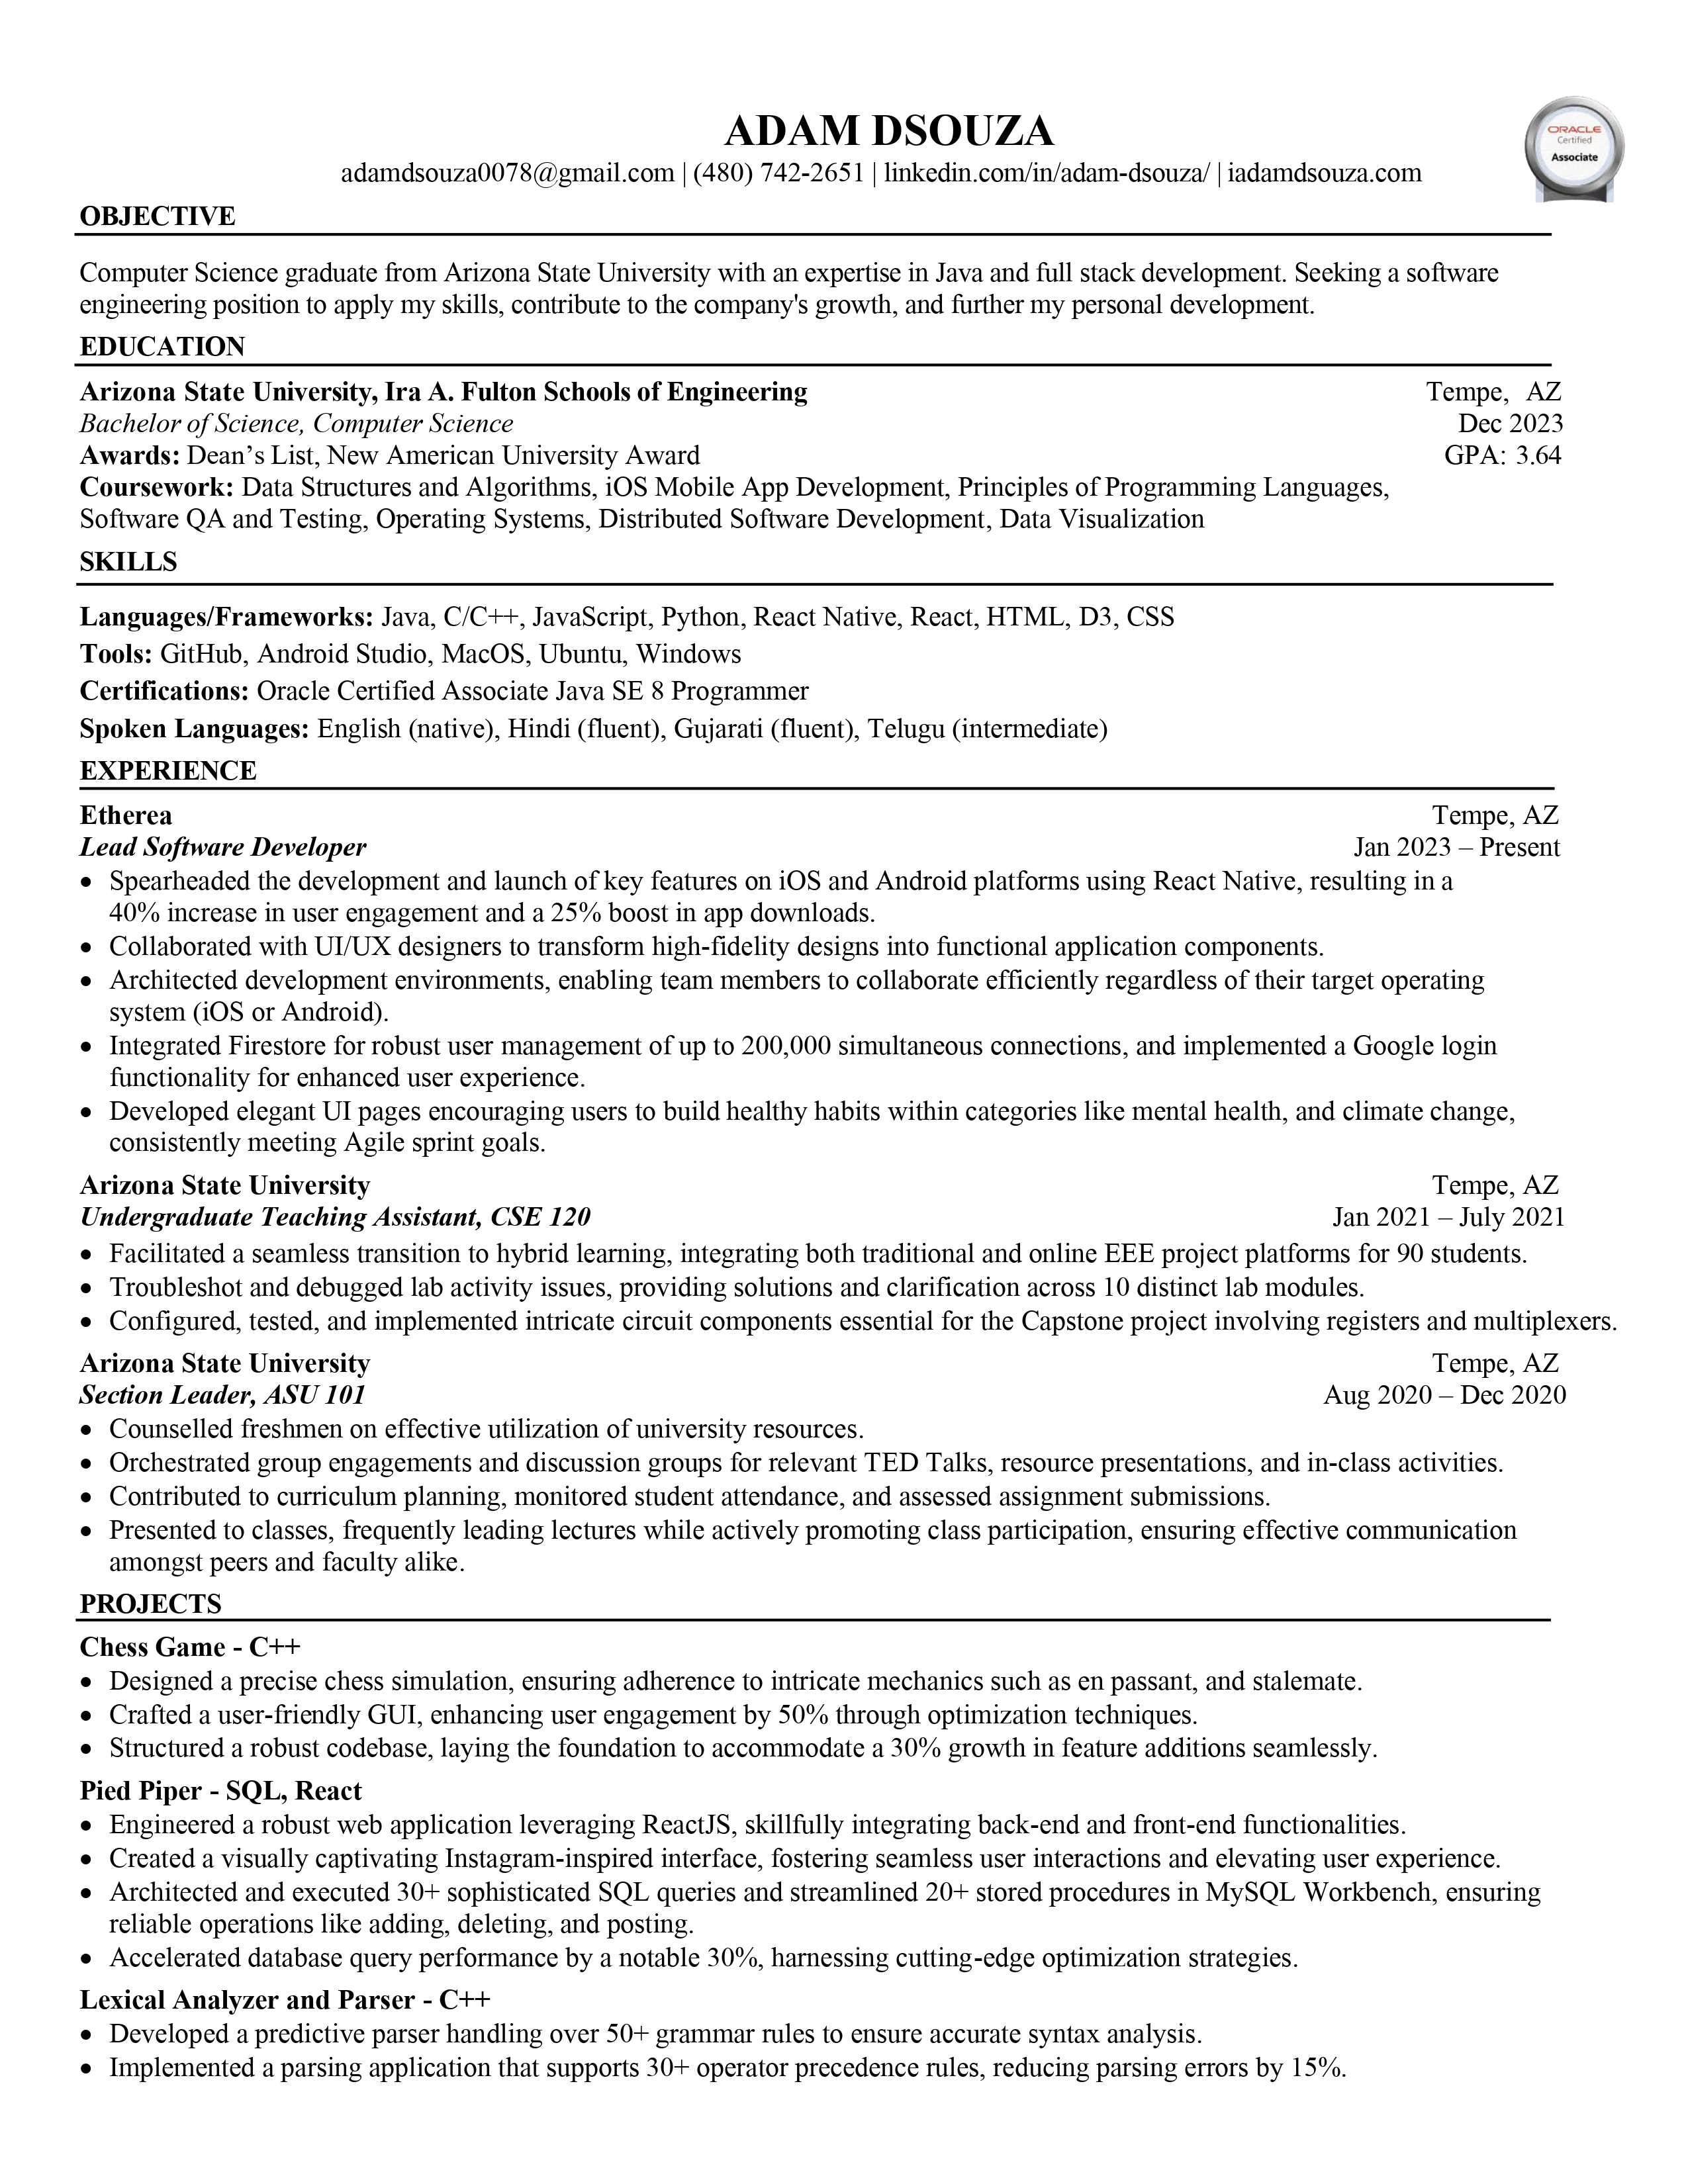 ADAM DSOUZA
adamdsouza0078@gmail.com | (480) 742-2651 | linkedin.com/in/adam-dsouza/ | iadamdsouza.com
ORACLE
Certified
Associate
OBJECTIVE
Computer Science graduate from Arizona State University with an expertise in Java and full stack development. Seeking a software
engineering position to apply my skills, contribute to the company's growth, and further my personal development.
EDUCATION
Arizona State University, Ira A. Fulton Schools of Engineering Tempe, AZ
Bachelor of Science, Computer Science Dec 2023
Awards: Dean’s List, New American University Award GPA: 3.64
Coursework: Data Structures and Algorithms, iOS Mobile App Development, Principles of Programming Languages,
Software QA and Testing, Operating Systems, Distributed Software Development, Data Visualization
SKILLS
Languages/Frameworks: Java, C/C++, JavaScript, Python, React Native, React, HTML, D3, CSS
Tools: GitHub, Android Studio, MacOS, Ubuntu, Windows
Certifications: Oracle Certified Associate Java SE 8 Programmer
Spoken Languages: English (native), Hindi (fluent), Gujarati (fluent), Telugu (intermediate)
EXPERIENCE
Etherea Tempe, AZ
Lead Software Developer Jan 2023 – Present
• Spearheaded the development and launch of key features on iOS and Android platforms using React Native, resulting in a
40% increase in user engagement and a 25% boost in app downloads.
• Collaborated with UI/UX designers to transform high-fidelity designs into functional application components.
• Architected development environments, enabling team members to collaborate efficiently regardless of their target operating
system (iOS or Android).
• Integrated Firestore for robust user management of up to 200,000 simultaneous connections, and implemented a Google login
functionality for enhanced user experience.
• Developed elegant UI pages encouraging users to build healthy habits within categories like mental health, and climate change,
consistently meeting Agile sprint goals.
Arizona State University Tempe, AZ
Undergraduate Teaching Assistant, CSE 120 Jan 2021 – July 2021
• Facilitated a seamless transition to hybrid learning, integrating both traditional and online EEE project platforms for 90 students.
• Troubleshot and debugged lab activity issues, providing solutions and clarification across 10 distinct lab modules.
• Configured, tested, and implemented intricate circuit components essential for the Capstone project involving registers and multiplexers.
Arizona State University Tempe, AZ
Section Leader, ASU 101 Aug 2020 – Dec 2020
• Counselled freshmen on effective utilization of university resources.
• Orchestrated group engagements and discussion groups for relevant TED Talks, resource presentations, and in-class activities.
• Contributed to curriculum planning, monitored student attendance, and assessed assignment submissions.
• Presented to classes, frequently leading lectures while actively promoting class participation, ensuring effective communication
amongst peers and faculty alike.
PROJECTS
Chess Game - C++
• Designed a precise chess simulation, ensuring adherence to intricate mechanics such as en passant, and stalemate.
• Crafted a user-friendly GUI, enhancing user engagement by 50% through optimization techniques.
• Structured a robust codebase, laying the foundation to accommodate a 30% growth in feature additions seamlessly.
Pied Piper - SQL, React
• Engineered a robust web application leveraging ReactJS, skillfully integrating back-end and front-end functionalities.
• Created a visually captivating Instagram-inspired interface, fostering seamless user interactions and elevating user experience.
• Architected and executed 30+ sophisticated SQL queries and streamlined 20+ stored procedures in MySQL Workbench, ensuring
reliable operations like adding, deleting, and posting.
• Accelerated database query performance by a notable 30%, harnessing cutting-edge optimization strategies.
Lexical Analyzer and Parser - C++
• Developed a predictive parser handling over 50+ grammar rules to ensure accurate syntax analysis.
• Implemented a parsing application that supports 30+ operator precedence rules, reducing parsing errors by 15%.